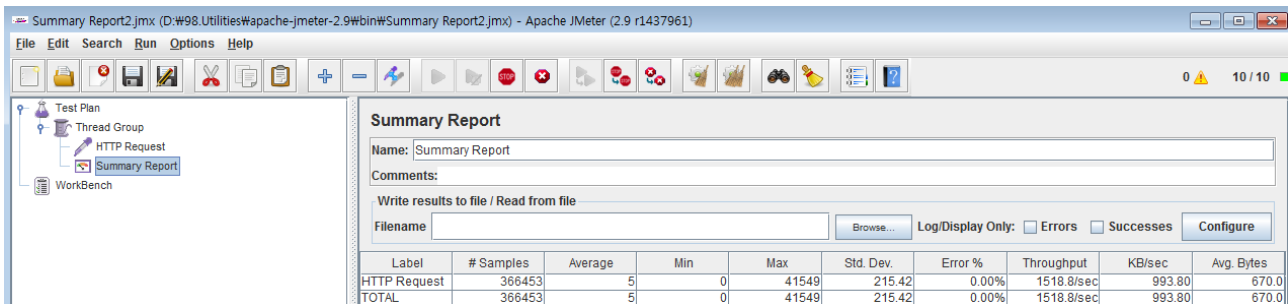 Summary Report2.jmx (D:₩98.Utilities₩apache-jmeter-2.9₩bin₩Summary Report2.jmx) - Apache JMeter (2.9 r1437961)
File Edit Search Run Options Help
STOP
0 10 / 10
Test Plan
Thread Group
HTTP Request
Summary Report
WorkBench
Summary Report
Name: Summary Report
Comments:
Write results to file / Read from file
Filename Browse... Log/Display Only: Errors Successes Configure
Label # Samples Average Min Max Std. Dev. Error % Throughput KB/sec Avg. Bytes
HTTP Request 366453 5 0 41549 215.42 0.00% 1518.8/sec 993.80 670.0
TOTAL 366453 5 0 41549 215.42 0.00% 1518.8/sec 993.80 670.0